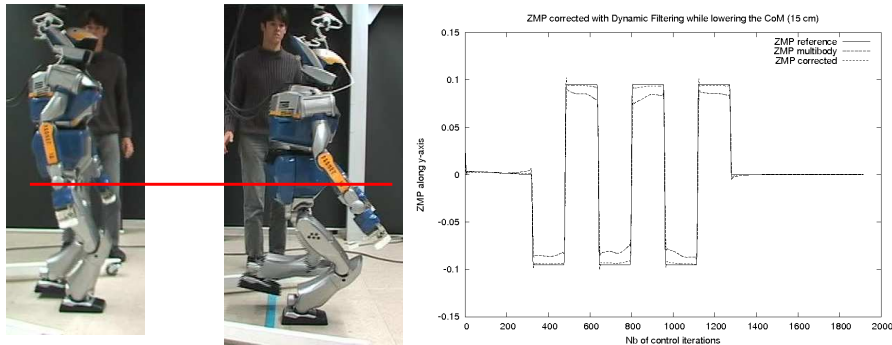 ZMP corrected with Dynamic Filtering while lowering the CoM (15 cm)
ZMP reference
ZMP multibody
ZMP corrected
ZMP along y-axis
0.15
0.1
0.05
0
-0.05
-0.1
-0.15
0 200 400 600 800 1000 1200 1400 1600 1800 2000
Nb of control iterations